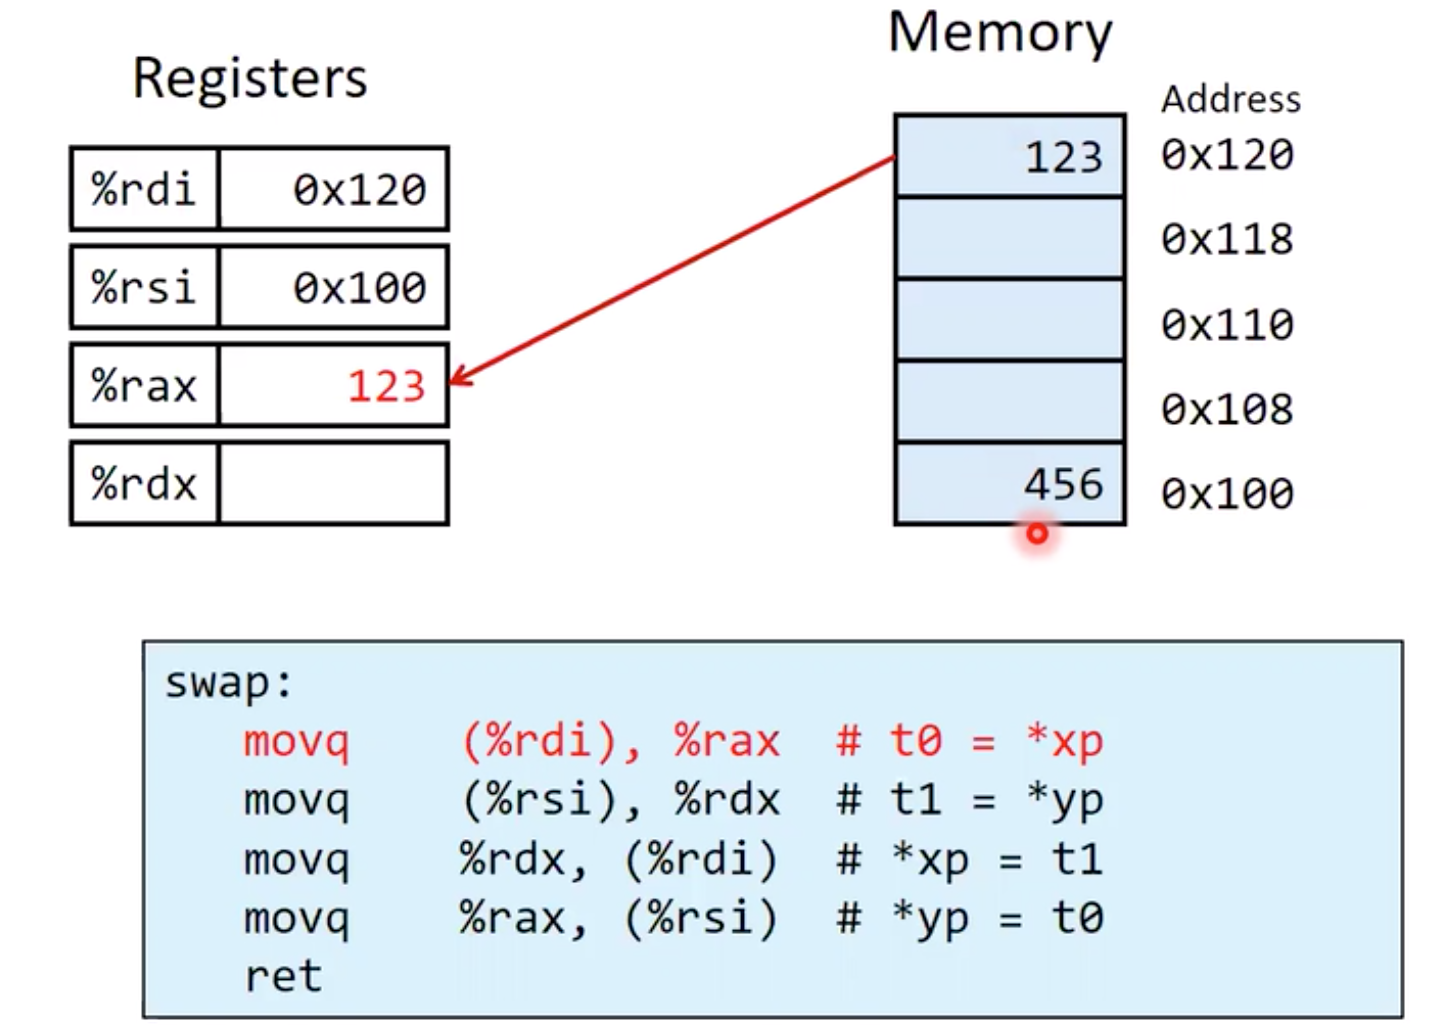 Registers
%rdi 0x120
%rsi 0x100
%rax 123
%rdx
Memory
Address
123 0x120
0x118
0x110
0x108
456 0x100
swap:
movq (%rdi), %rax # t0 = *xp
movq (%rsi), %rdx # t1 = *yp
movq %rdx, (%rdi) # *xp = t1
movq %rax, (%rsi) # *yp = t0
ret